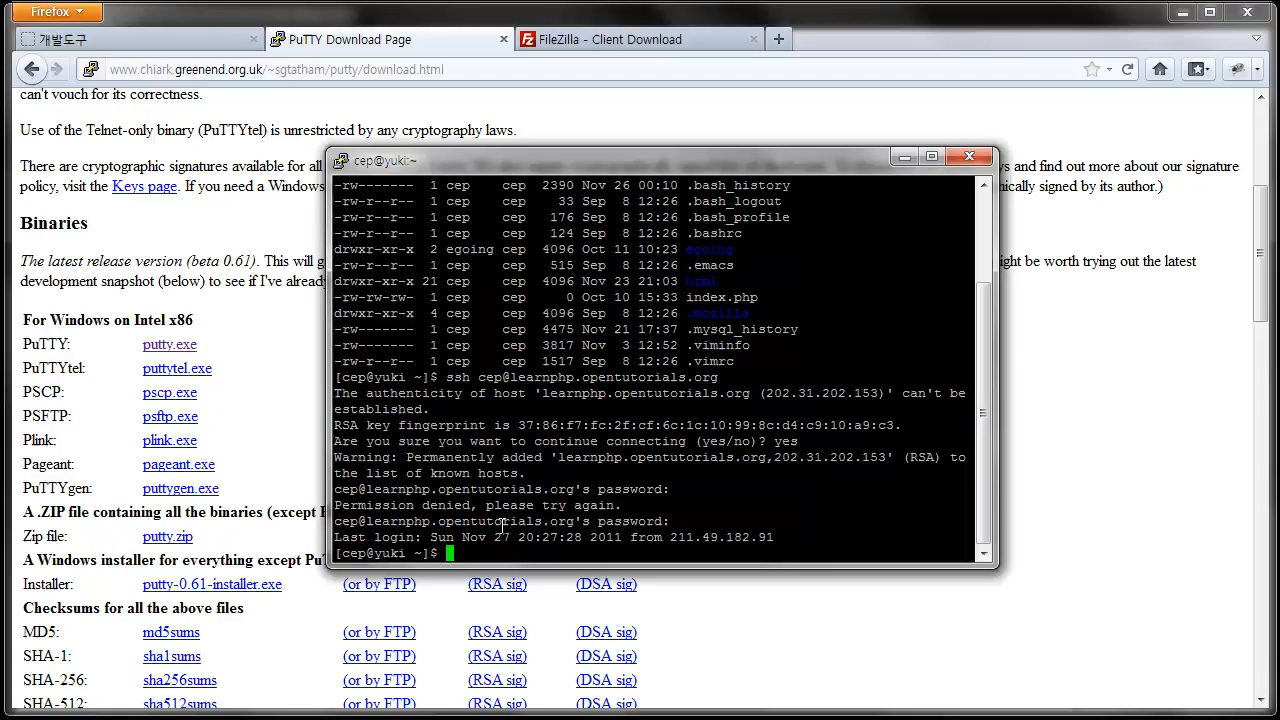 Firefox
개발도구
PuTTY Download Page
FileZilla - Client Download
www.chiark.greenend.org.uk/~sgtatham/putty/download.html
can't vouch for its correctness.
Use of the Telnet-only binary (PuTTYtel) is unrestricted by any cryptography laws.
There are cryptographic signatures available for all
ys and find out more about our signature
policy, visit the Keys page. If you need a Windows
nically signed by its author.)
Binaries
The latest release version (beta 0.61). This will g
ght be worth trying out the latest
development snapshot (below) to see if I've already
For Windows on Intel x86
PuTTY: putty.exe
PuTTYtel: puttytel.exe
PSCP: pscp.exe
PSFTP: psftp.exe
Plink: plink.exe
Pageant: pageant.exe
PuTTYgen: puttygen.exe
A .ZIP file containing all the binaries (except
Zip file: putty.zip
A Windows installer for everything except PuT
Installer: putty-0.61-installer.exe (or by FTP) (RSA sig) (DSA sig)
Checksums for all the above files
MD5: md5sums (or by FTP) (RSA sig) (DSA sig)
SHA-1: sha1sums (or by FTP) (RSA sig) (DSA sig)
SHA-256: sha256sums (or by FTP) (RSA sig) (DSA sig)
SHA-512: sha512sums (or by FTP) (RSA sig) (DSA sig)
cep@yuki:~
-rw------- 1 cep cep 2390 Nov 26 00:10 .bash_history
-rw-r--r-- 1 cep cep 33 Sep 8 12:26 .bash_logout
-rw-r--r-- 1 cep cep 176 Sep 8 12:26 .bash_profile
-rw-r--r-- 1 cep cep 124 Sep 8 12:26 .bashrc
drwxr-xr-x 2 egoing cep 4096 Oct 11 10:23 egoing
-rw-r--r-- 1 cep cep 515 Sep 8 12:26 .emacs
drwxr-xr-x 21 cep cep 4096 Nov 23 21:03 html
-rw-rw-rw- 1 cep cep 0 Oct 10 15:33 index.php
drwxr-xr-x 4 cep cep 4096 Sep 8 12:26 .mozilla
-rw------- 1 cep cep 4475 Nov 21 17:37 .mysql_history
-rw------- 1 cep cep 3817 Nov 3 12:52 .viminfo
-rw-r--r-- 1 cep cep 1517 Sep 8 12:26 .vimrc
[cep@yuki ~]$ ssh cep@learnphp.opentutorials.org
The authenticity of host 'learnphp.opentutorials.org (202.31.202.153)' can't be
established.
RSA key fingerprint is 37:86:f7:fc:2f:cf:6c:1c:10:99:8c:d4:c9:10:a9:c3.
Are you sure you want to continue connecting (yes/no)? yes
Warning: Permanently added 'learnphp.opentutorials.org,202.31.202.153' (RSA) to
the list of known hosts.
cep@learnphp.opentutorials.org's password:
Permission denied, please try again.
cep@learnphp.opentutorials.org's password:
Last login: Sun Nov 27 20:27:28 2011 from 211.49.182.91
[cep@yuki ~]$